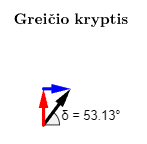 Greičio kryptis
δ = 53.13°